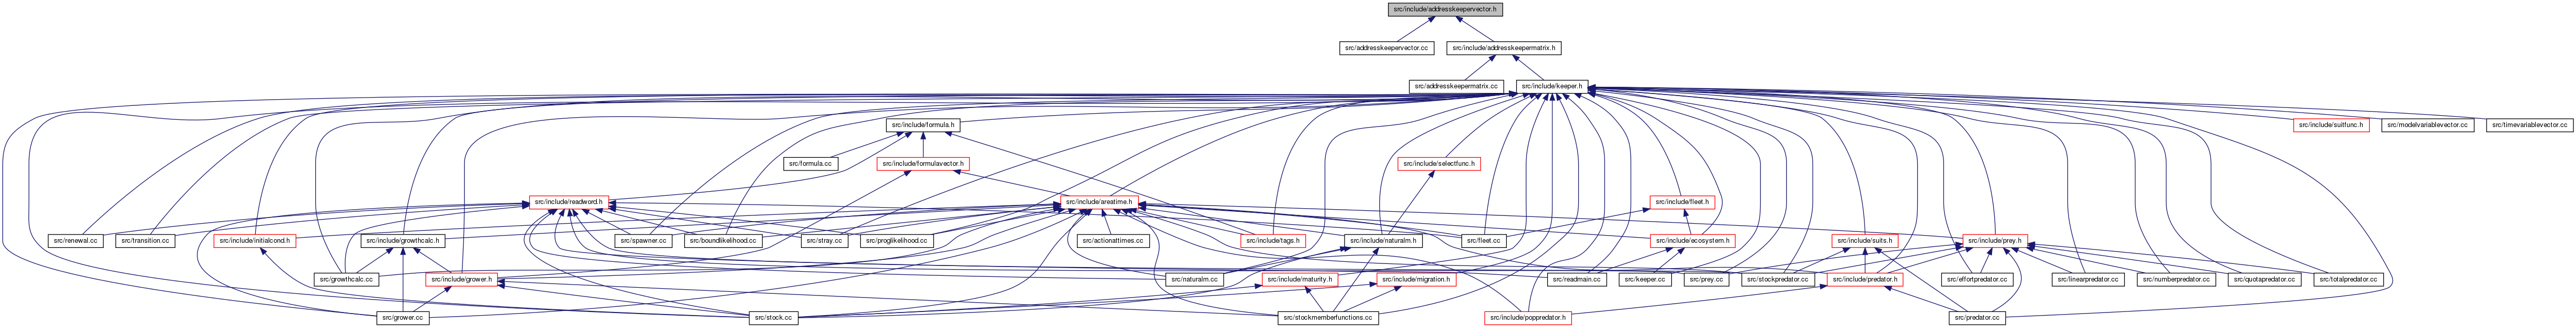 src/include/addresskeepervector.h
src/addresskeepervector.cc
src/include/addresskeepermatrix.h
src/addresskeepermatrix.cc
src/include/keeper.h
src/include/formula.h
src/include/suitfunc.h
src/modelvariablevector.cc
src/timevariablevector.cc
src/formula.cc
src/include/formulavector.h
src/include/selectfunc.h
src/include/readword.h
src/include/areatime.h
src/include/fleet.h
src/renewal.cc
src/transition.cc
src/include/initialcond.h
src/include/growthcalc.h
src/spawner.cc
src/boundlikelihood.cc
src/stray.cc
src/proglikelihood.cc
src/actionattimes.cc
src/include/tags.h
src/include/naturalm.h
src/fleet.cc
src/include/ecosystem.h
src/include/suits.h
src/include/prey.h
src/growthcalc.cc
src/include/grower.h
src/naturalm.cc
src/include/maturity.h
src/include/migration.h
src/readmain.cc
src/keeper.cc
src/prey.cc
src/stockpredator.cc
src/include/predator.h
src/effortpredator.cc
src/linearpredator.cc
src/numberpredator.cc
src/quotapredator.cc
src/totalpredator.cc
src/grower.cc
src/stock.cc
src/stockmemberfunctions.cc
src/include/poppredator.h
src/predator.cc